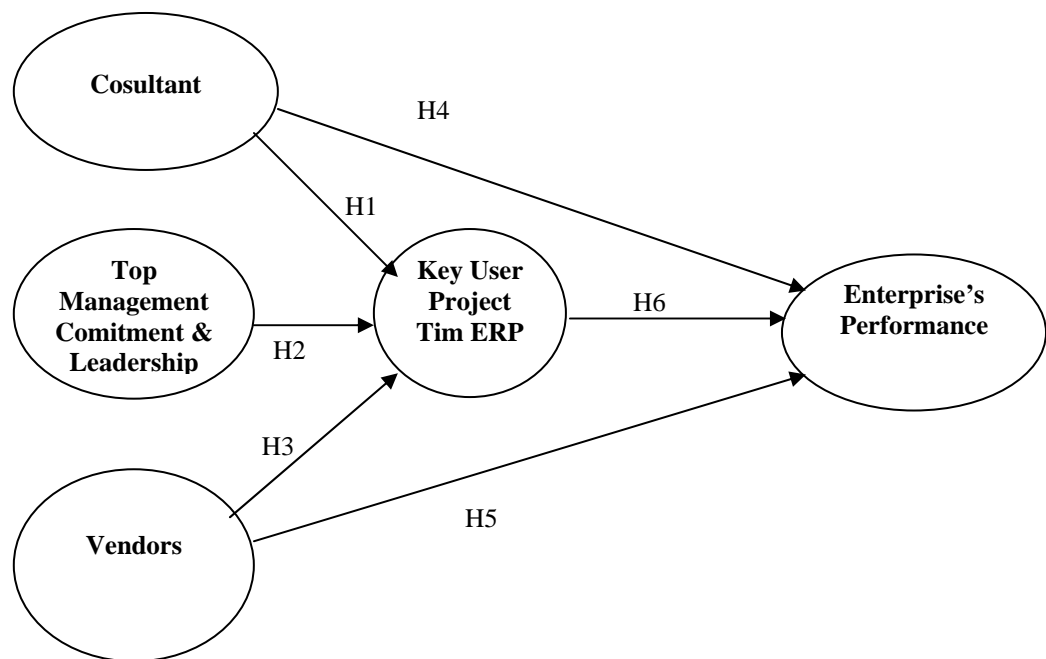 Cosultant
H4
H1
Top
Management
Comitment &
Leadership
H2
Key User
Project
Tim ERP
H6
Enterprise’s
Performance
H3
Vendors
H5